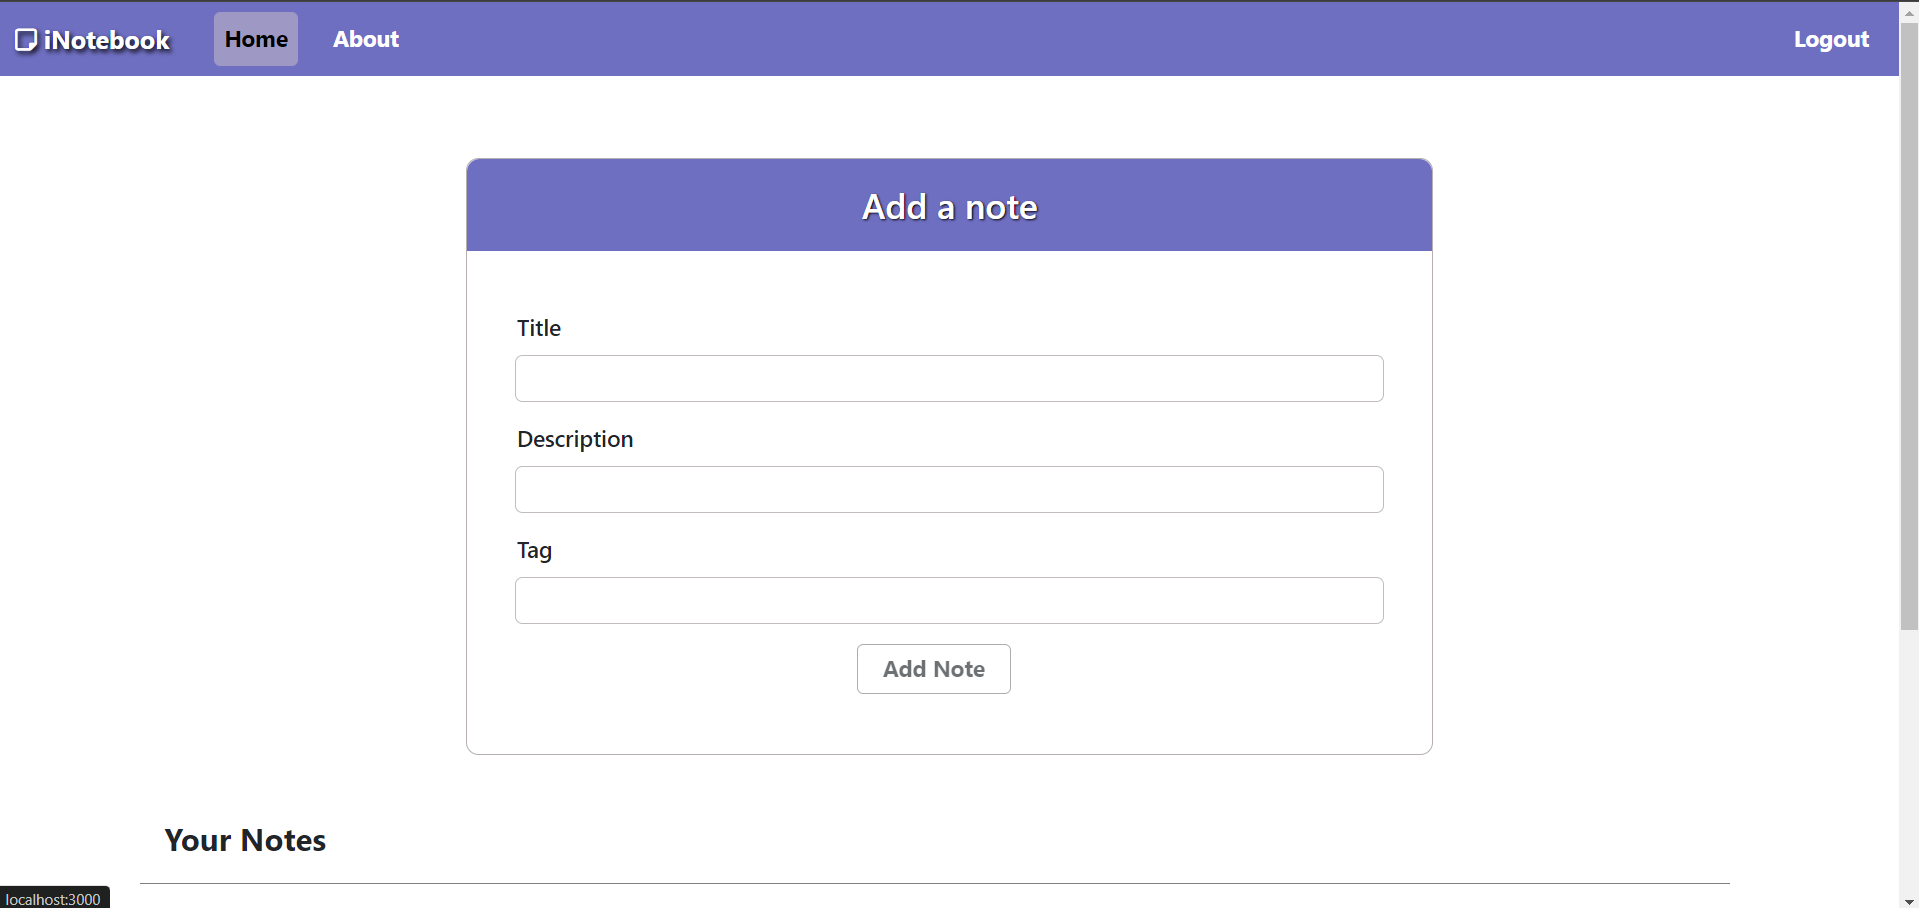 iNotebook Home About Logout
Add a note
Title
Description
Tag
Add Note
Your Notes
localhost:3000